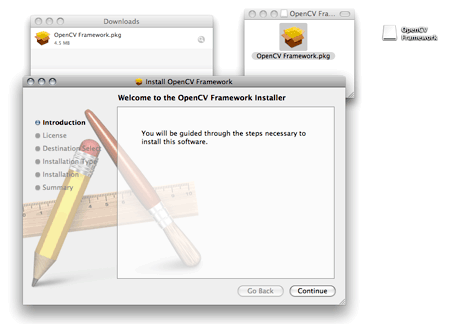 Downloads
OpenCV Framework.pkg
4.5 MB
OpenCV Fra...
OpenCV Framework.pkg
OpenCV
Framework
Install OpenCV Framework
Welcome to the OpenCV Framework Installer
Introduction
License
Destination Select
Installation Type
Installation
Summary
You will be guided through the steps necessary to
install this software.
Go Back
Continue